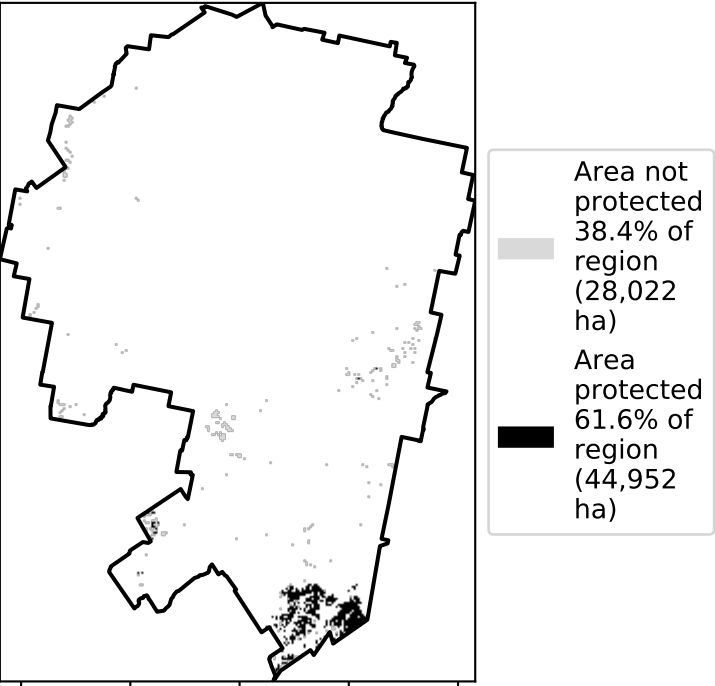 Area not
protected
38.4% of
region
(28,022
ha)
Area
protected
61.6% of
region
(44,952
ha)